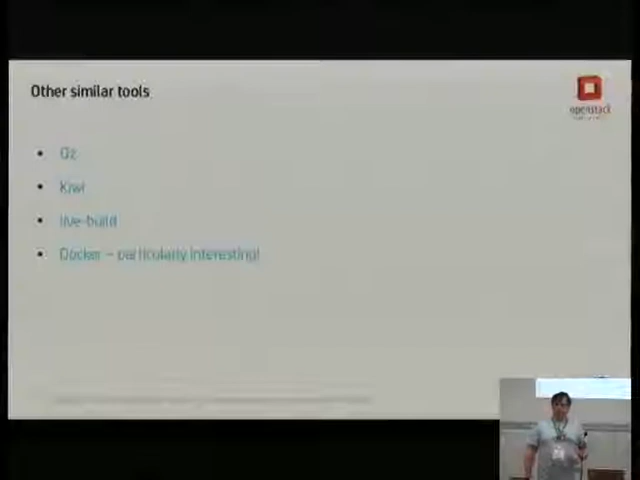 Other similar tools
openstack
Oz
Kiwi
live-build
Docker – particularly interesting!